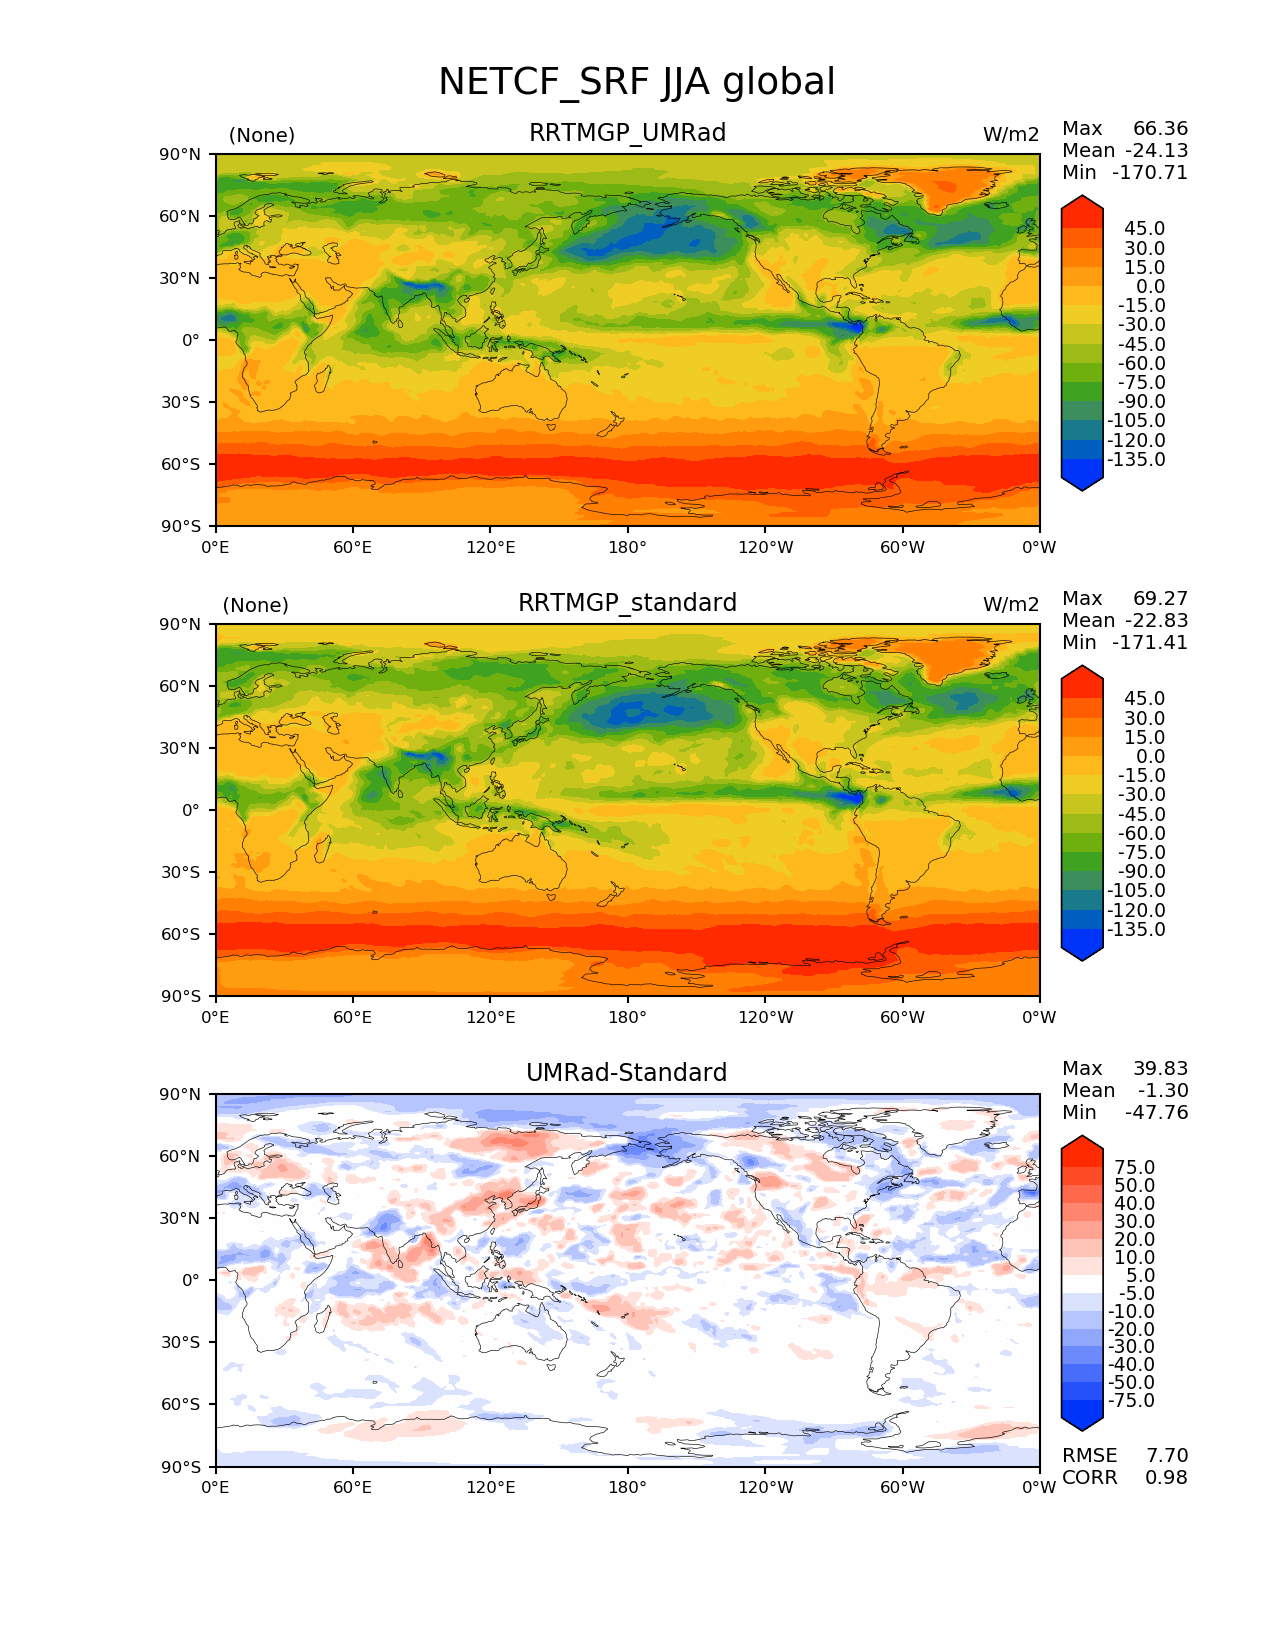 NETCF_SRF JJA global
(None) RRTMGP_UMRad W/m2
Max 66.36
Mean -24.13
Min -170.71
90°N
60°N
30°N
0°
30°S
60°S
90°S
0°E 60°E 120°E 180° 120°W 60°W 0°W
45.0
30.0
15.0
0.0
-15.0
-30.0
-45.0
-60.0
-75.0
-90.0
-105.0
-120.0
-135.0
(None) RRTMGP_standard W/m2
Max 69.27
Mean -22.83
Min -171.41
90°N
60°N
30°N
0°
30°S
60°S
90°S
0°E 60°E 120°E 180° 120°W 60°W 0°W
45.0
30.0
15.0
0.0
-15.0
-30.0
-45.0
-60.0
-75.0
-90.0
-105.0
-120.0
-135.0
UMRad-Standard
Max 39.83
Mean -1.30
Min -47.76
90°N
60°N
30°N
0°
30°S
60°S
90°S
0°E 60°E 120°E 180° 120°W 60°W 0°W
75.0
50.0
40.0
30.0
20.0
10.0
5.0
-5.0
-10.0
-20.0
-30.0
-40.0
-50.0
-75.0
RMSE 7.70
CORR 0.98